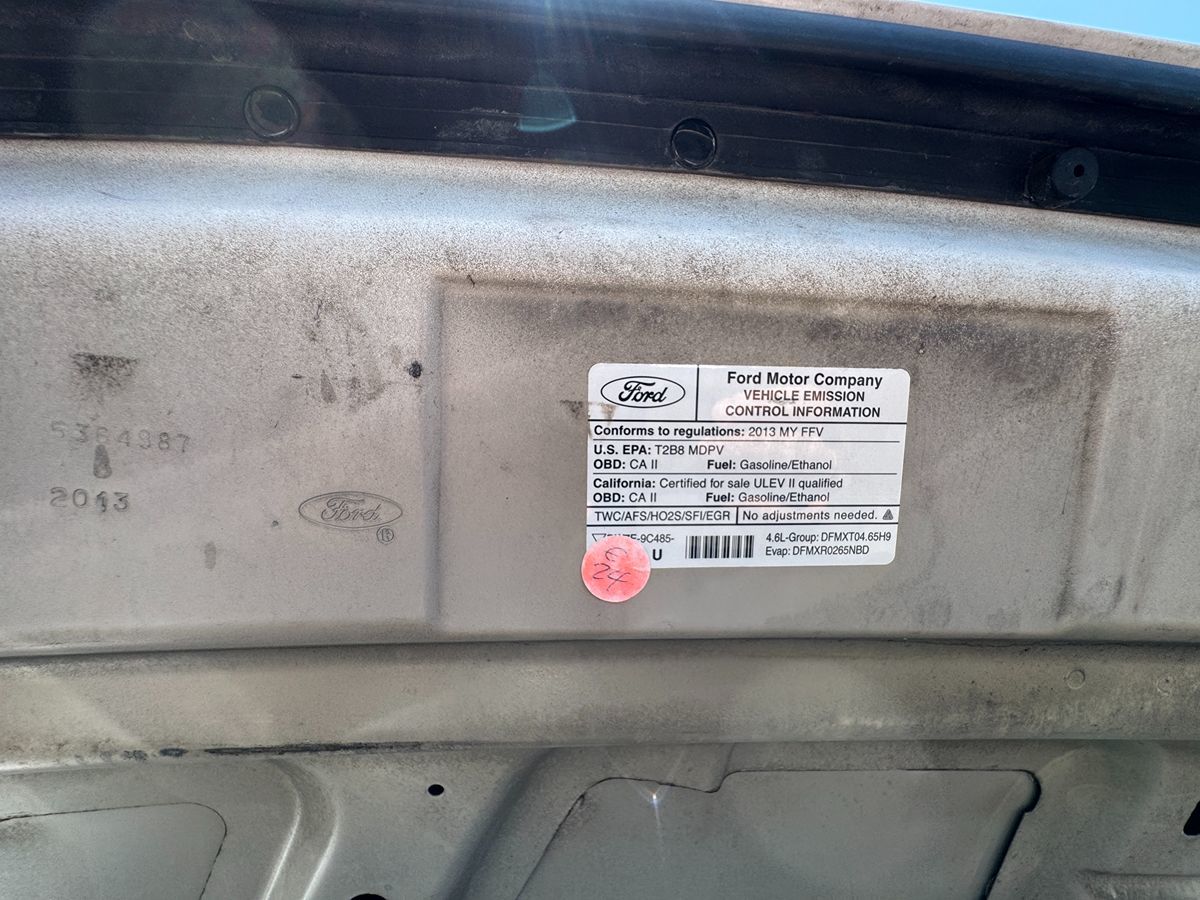 Ford
Ford Motor Company
VEHICLE EMISSION
CONTROL INFORMATION
Conforms to regulations: 2013 MY FFV
U.S. EPA: T2B8 MDPV
OBD: CA II Fuel: Gasoline/Ethanol
California: Certified for sale ULEV II qualified
OBD: CA II Fuel: Gasoline/Ethanol
TWC/AFS/HO2S/SFI/EGR No adjustments needed.
-9C485- 4.6L-Group: DFMXT04.65H9
U Evap: DFMXR0265NBD
24
2013
Ford